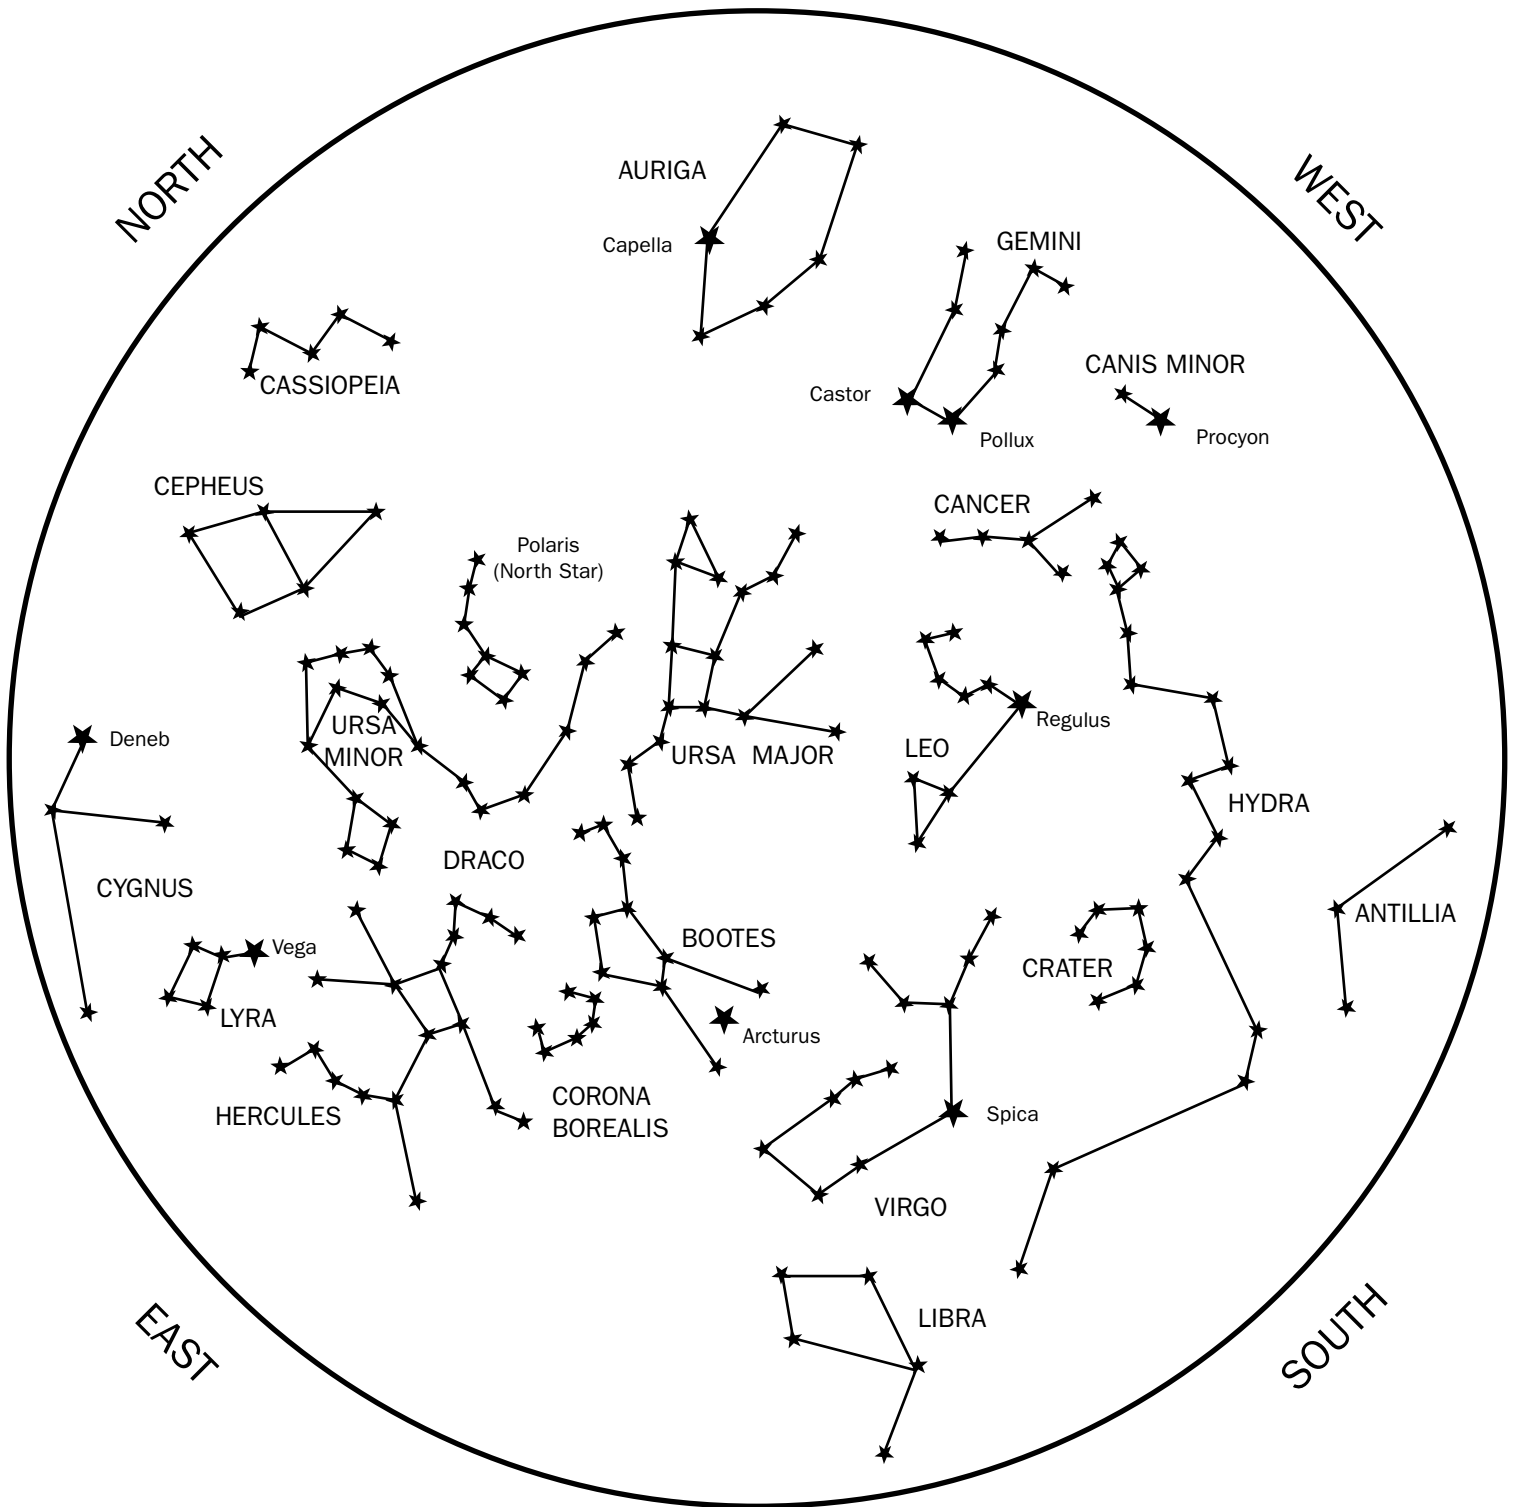 NORTH
WEST
AURIGA
Capella
GEMINI
CASSIOPEIA
CANIS MINOR
Castor
Pollux
Procyon
CEPHEUS
CANCER
Polaris
(North Star)
Regulus
URSA
MINOR
Deneb
URSA MAJOR
LEO
HYDRA
DRACO
CYGNUS
ANTILLIA
Vega
BOOTES
CRATER
LYRA
Arcturus
HERCULES
CORONA
BOREALIS
Spica
VIRGO
LIBRA
EAST
SOUTH